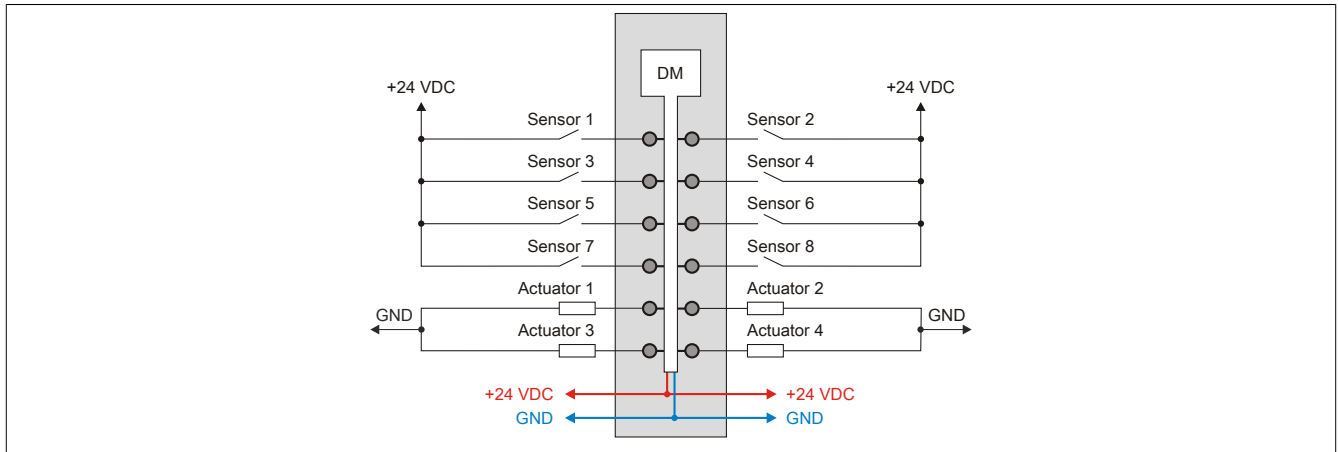 DM
+24 VDC +24 VDC
Sensor 1 Sensor 2
Sensor 3 Sensor 4
Sensor 5 Sensor 6
Sensor 7 Sensor 8
Actuator 1 Actuator 2
GND GND
Actuator 3 Actuator 4
+24 VDC +24 VDC
GND GND